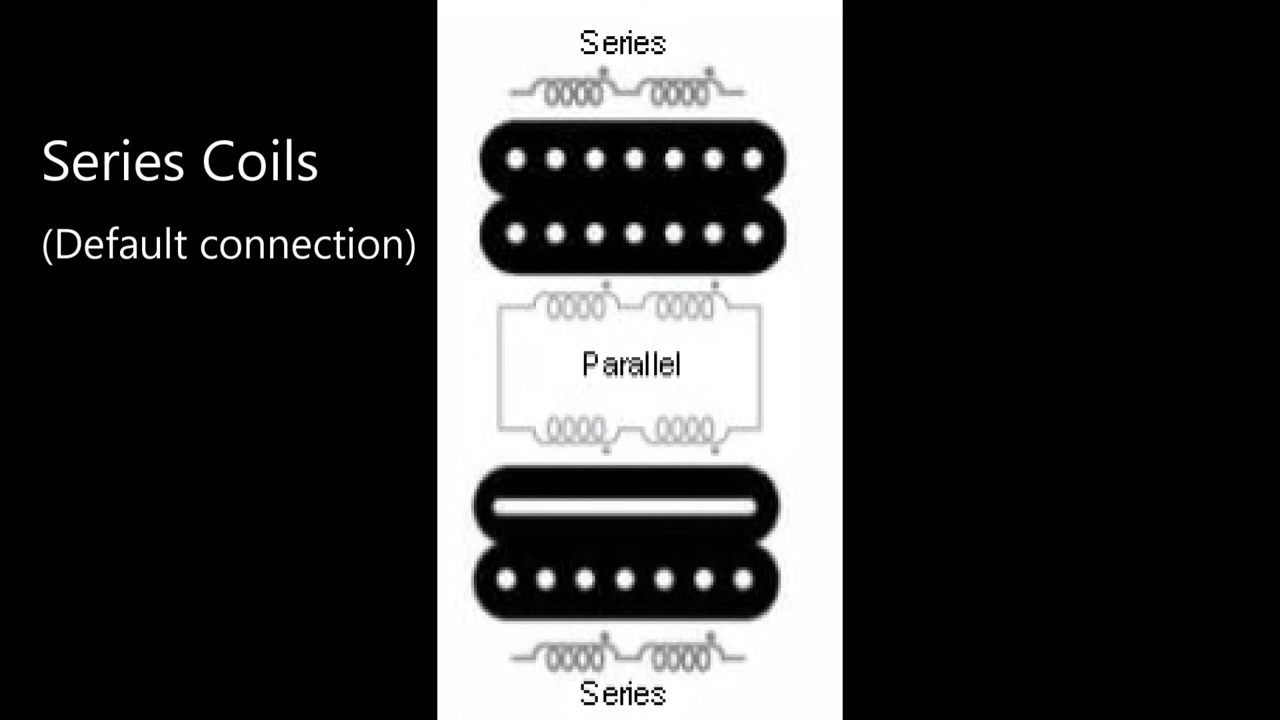 Series Coils
(Default connection)
Series
Parallel
Series